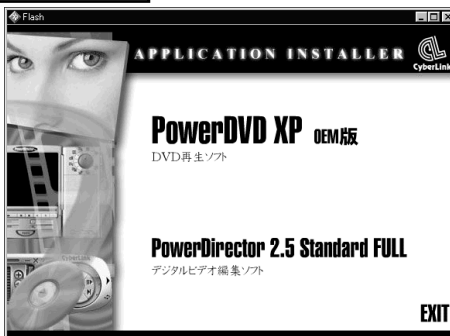 Flash
APPLICATION INSTALLER
CyberLink
PowerDVD XP OEM版
DVD再生ソフト
PowerDirector 2.5 Standard FULL
デジタルビデオ編集ソフト
EXIT